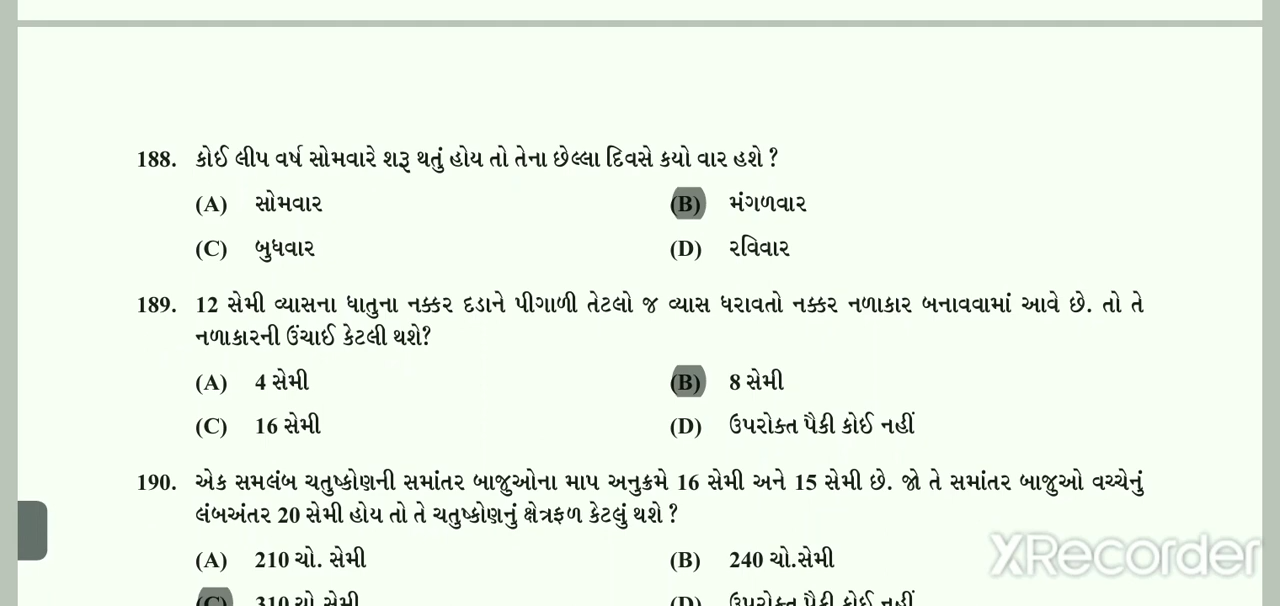 188. કોઈ લીપ વર્ષ સોમવારે શરૂ થતું હોય તો તેના છેલ્લા દિવસે કયો વાર હશે ?
(A) સોમવાર (B) મંગળવાર
(C) બુધવાર (D) રવિવાર
189. 12 સેમી વ્યાસના ધાતુના નક્કર દડાને પીગાળી તેટલો જ વ્યાસ ધરાવતો નક્કર નળાકાર બનાવવામાં આવે છે. તો તે
નળાકારની ઉંચાઈ કેટલી થશે?
(A) 4 સેમી (B) 8 સેમી
(C) 16 સેમી (D) ઉપરોક્ત પૈકી કોઈ નહીં
190. એક સમલંબ ચતુષ્કોણની સમાંતર બાજુઓના માપ અનુક્રમે 16 સેમી અને 15 સેમી છે. જો તે સમાંતર બાજુઓ વચ્ચેનું
લંબઅંતર 20 સેમી હોય તો તે ચતુષ્કોણનું ક્ષેત્રફળ કેટલું થશે ?
(A) 210 ચો. સેમી (B) 240 ચો.સેમી
(C) 310 ચો સેમી (D) ઉપરોક્ત પૈકી કોઈ નહીં
XRecorder